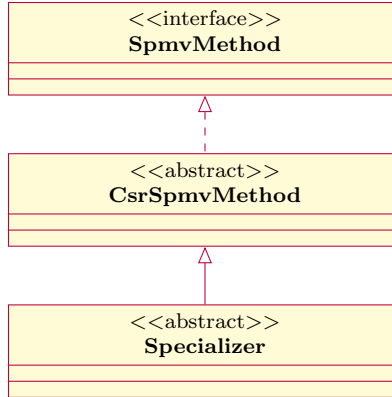 <<interface>>
SpmvMethod
<<abstract>>
CsrSpmvMethod
<<abstract>>
Specializer